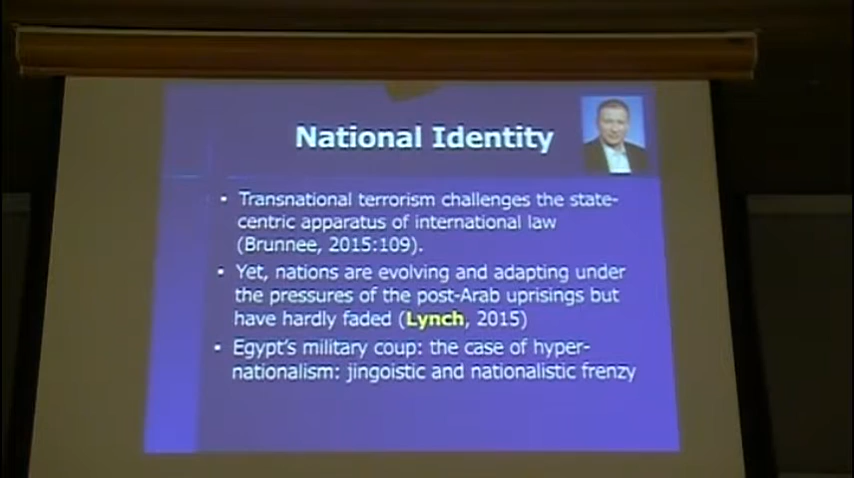 National Identity
▪ Transnational terrorism challenges the state-
centric apparatus of international law
(Brunnee, 2015:109).
▪ Yet, nations are evolving and adapting under
the pressures of the post-Arab uprisings but
have hardly faded (Lynch, 2015)
▪ Egypt's military coup: the case of hyper-
nationalism: jingoistic and nationalistic frenzy